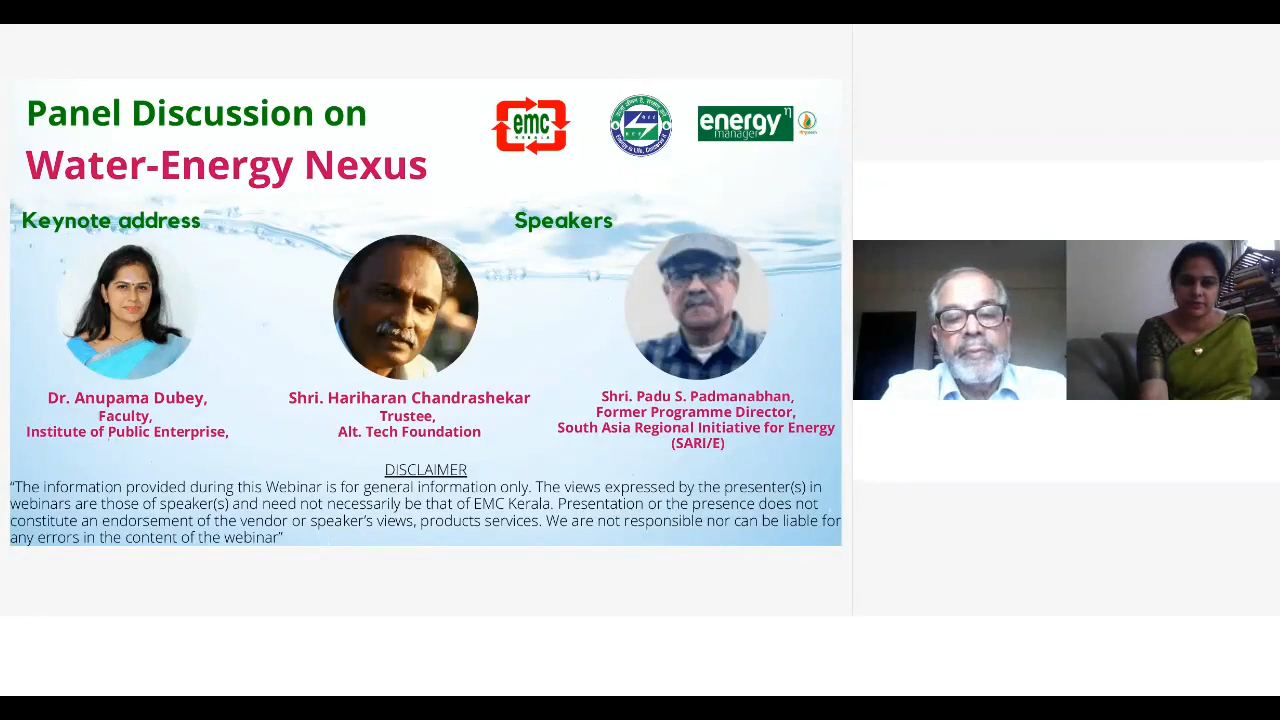 Panel Discussion on
Water-Energy Nexus
emc
KERALA
energy η
manager
Keynote address
Speakers
Dr. Anupama Dubey,
Faculty,
Institute of Public Enterprise,
Shri. Hariharan Chandrashekar
Trustee,
Alt. Tech Foundation
Shri. Padu S. Padmanabhan,
Former Programme Director,
South Asia Regional Initiative for Energy
(SARI/E)
DISCLAIMER
“The information provided during this Webinar is for general information only. The views expressed by the presenter(s) in
webinars are those of speaker(s) and need not necessarily be that of EMC Kerala. Presentation or the presence does not
constitute an endorsement of the vendor or speaker’s views, products services. We are not responsible nor can be liable for
any errors in the content of the webinar”